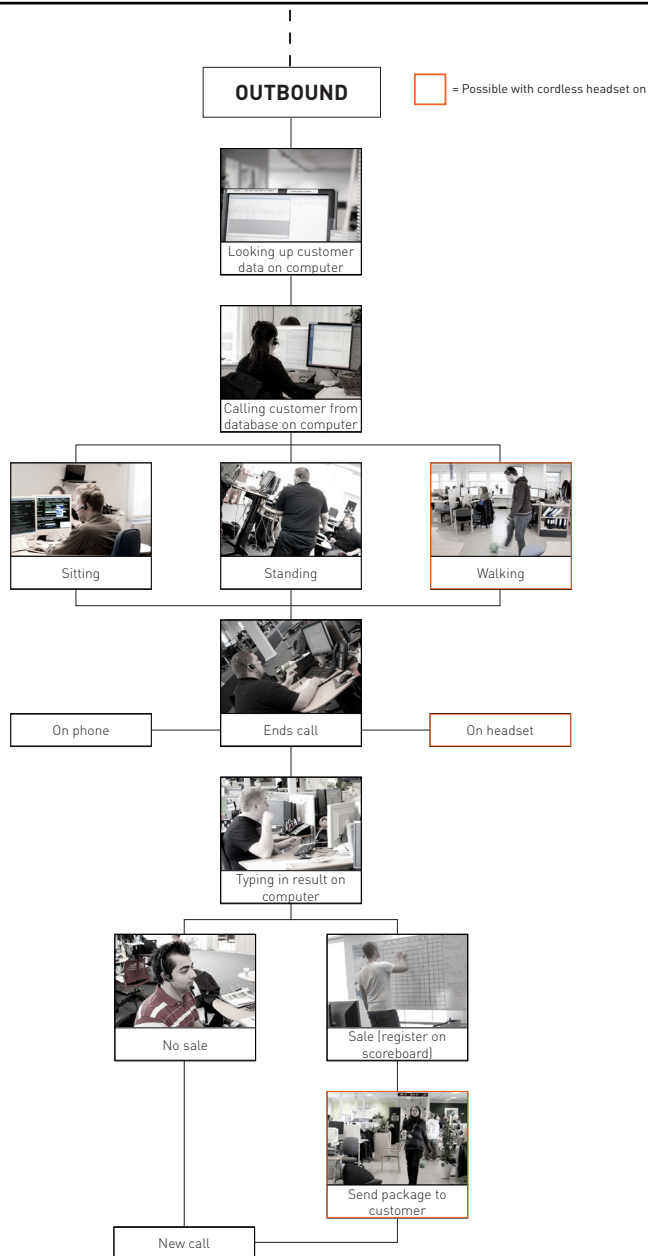 OUTBOUND
= Possible with cordless headset on
Looking up customer
data on computer
Calling customer from
database on computer
Sitting
Standing
Walking
On phone
Ends call
On headset
Typing in result on
computer
No sale
Sale (register on
scoreboard)
Send package to
customer
New call